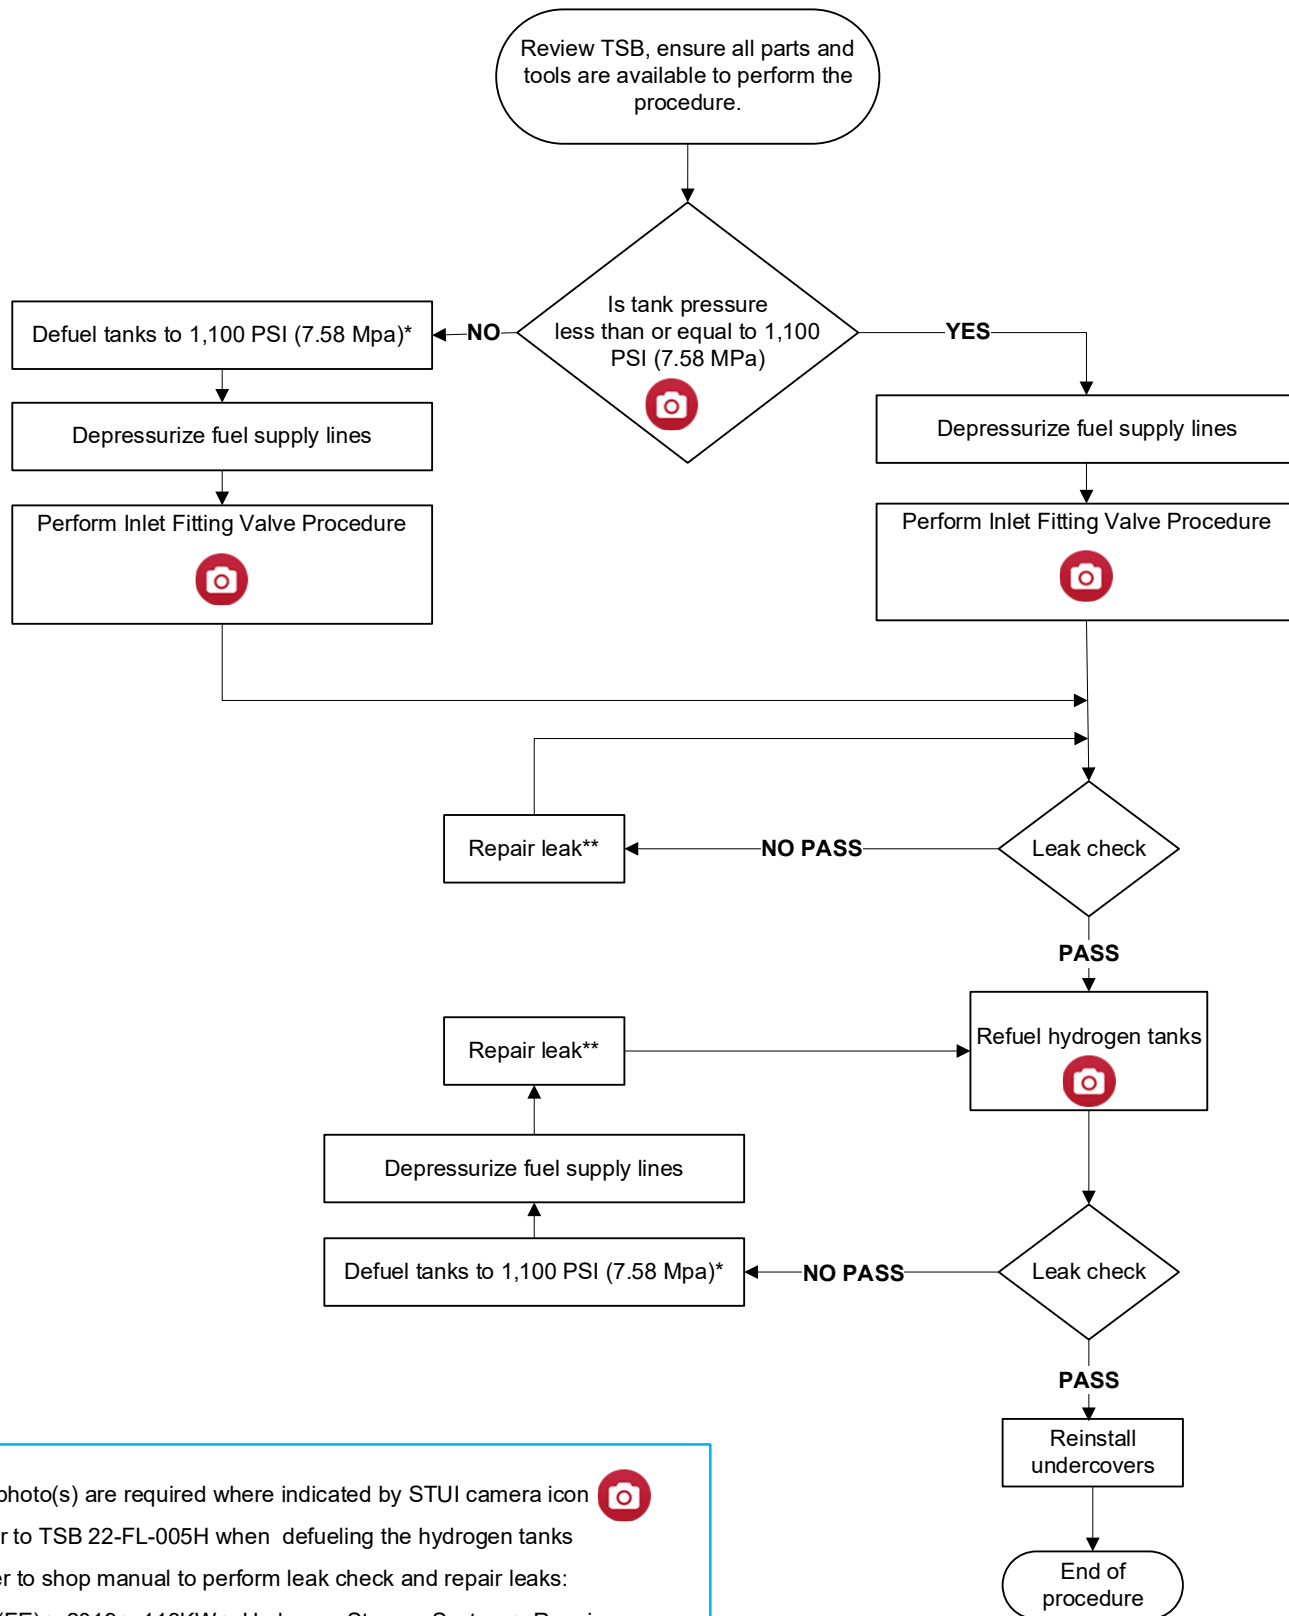 Review TSB, ensure all parts and
tools are available to perform the
procedure.
Is tank pressure
less than or equal to 1,100
PSI (7.58 MPa)
NO
YES
Defuel tanks to 1,100 PSI (7.58 Mpa)*
Depressurize fuel supply lines
Perform Inlet Fitting Valve Procedure
Depressurize fuel supply lines
Perform Inlet Fitting Valve Procedure
Leak check
NO PASS
Repair leak**
PASS
Refuel hydrogen tanks
Repair leak**
Depressurize fuel supply lines
Defuel tanks to 1,100 PSI (7.58 Mpa)*
NO PASS
Leak check
PASS
Reinstall
undercovers
End of
procedure
photo(s) are required where indicated by STUI camera icon
to TSB 22-FL-005H when defueling the hydrogen tanks
to shop manual to perform leak check and repair leaks: